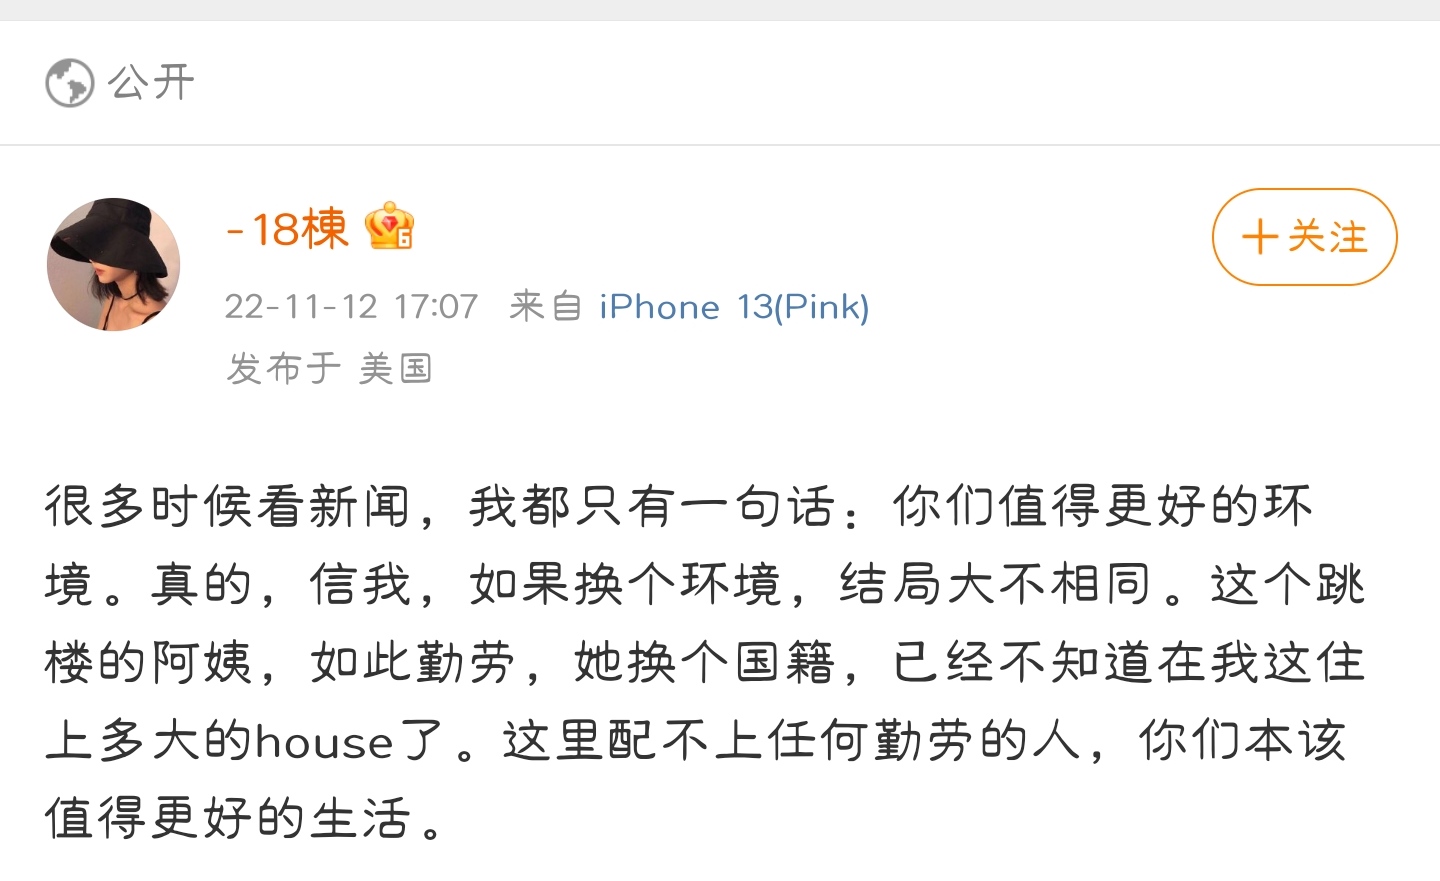 公开
-18棟
+关注
22-11-12 17:07 来自 iPhone 13(Pink)
发布于 美国
很多时候看新闻，我都只有一句话：你们值得更好的环
境。真的，信我，如果换个环境，结局大不相同。这个跳
楼的阿姨，如此勤劳，她换个国籍，已经不知道在我这住
上多大的house了。这里配不上任何勤劳的人，你们本该
值得更好的生活。